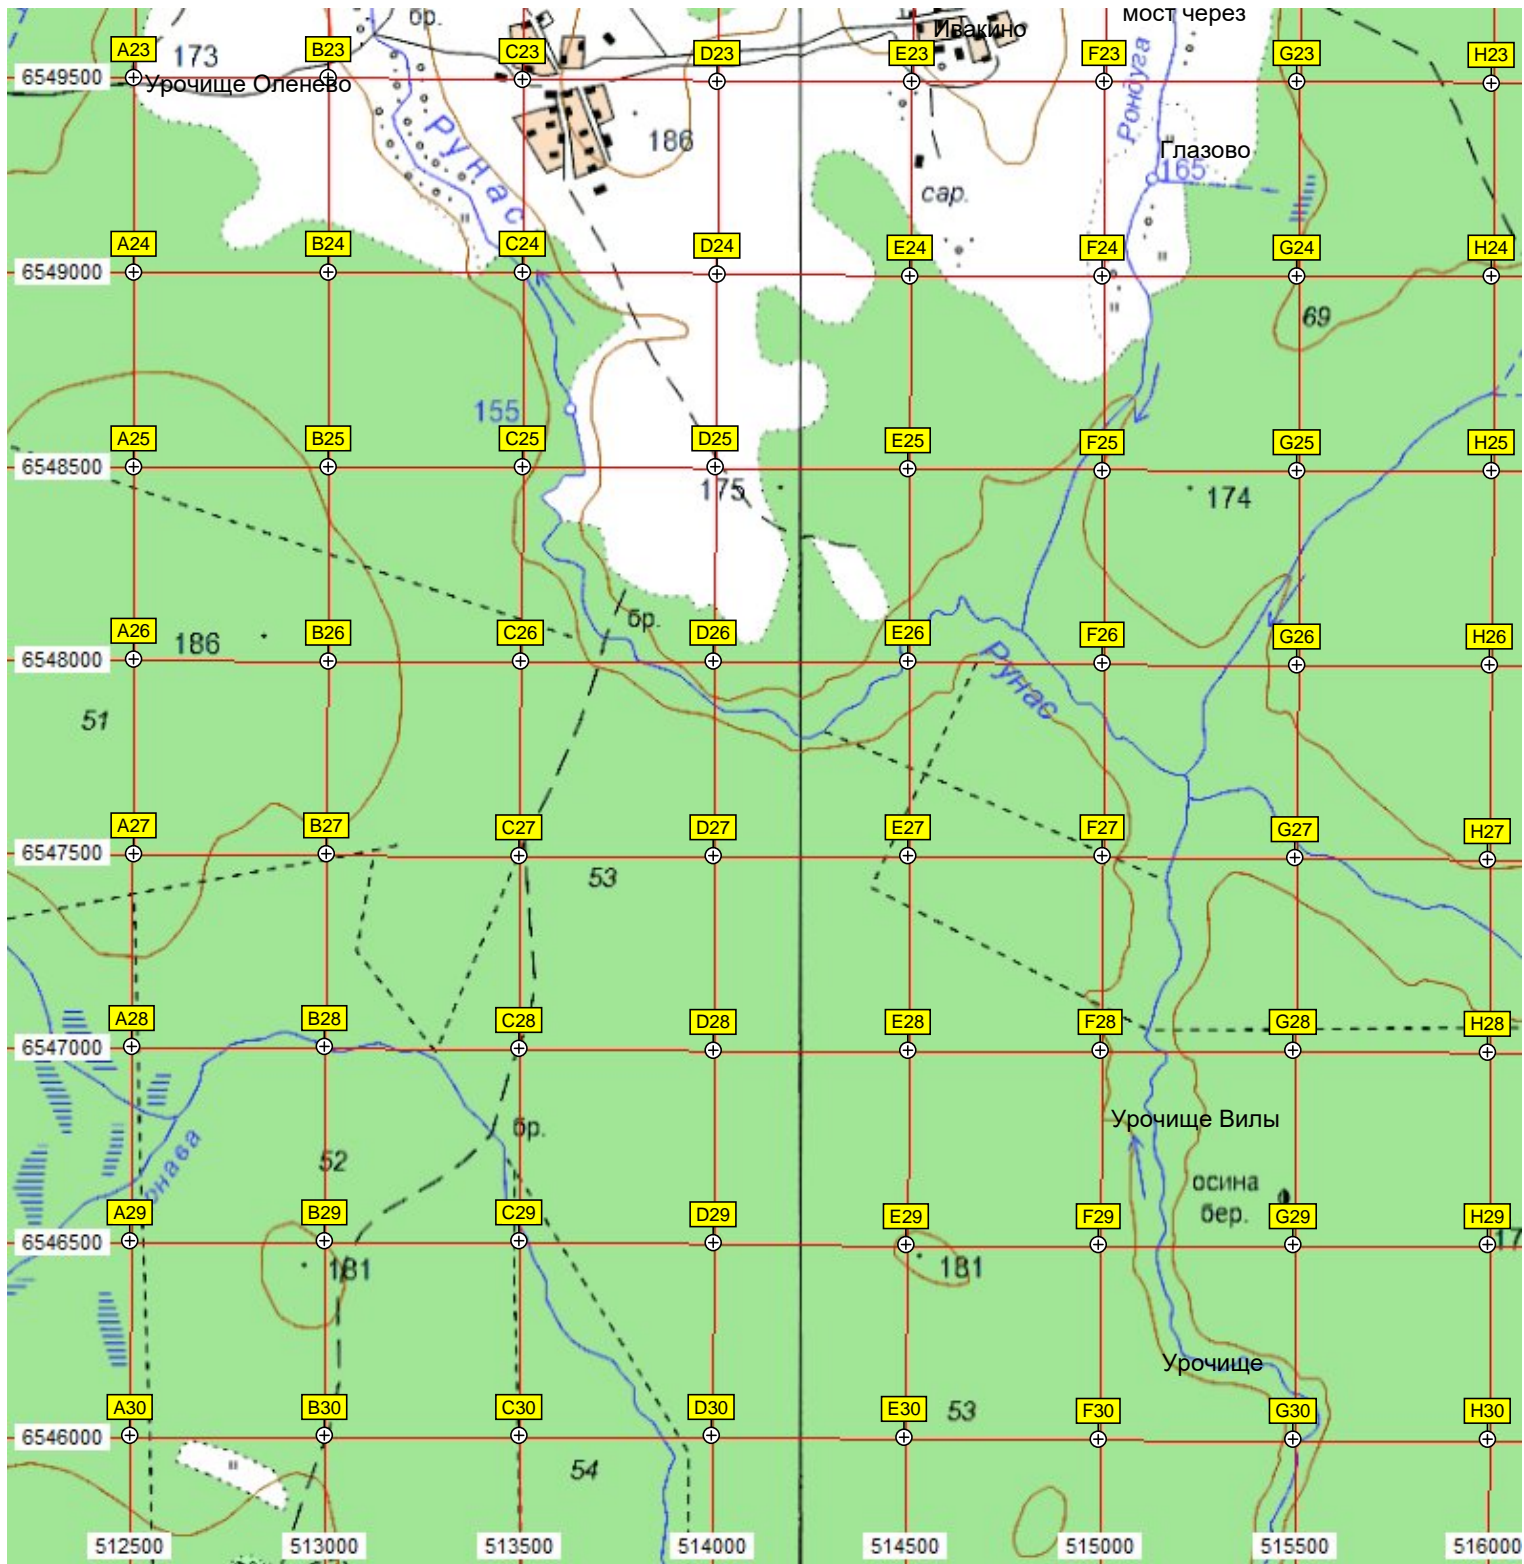 бр.
Ивакино
мост через
A23
173
B23
C23
D23
E23
F23
G23
H23
6549500
Урочище Оленево
186
Рунас
Рондуга
Глазово
165
сар.
A24
B24
C24
D24
E24
F24
G24
H24
6549000
69
155
A25
B25
C25
D25
E25
F25
G25
H25
6548500
175
174
бр.
A26
186
B26
C26
D26
E26
F26
G26
H26
6548000
Рунас
51
A27
B27
C27
D27
E27
F27
G27
H27
6547500
53
A28
B28
C28
D28
E28
F28
G28
H28
6547000
бр.
Урочище Вилы
52
онава
осина
бер.
A29
B29
C29
D29
E29
F29
G29
H29
6546500
17
181
181
Урочище
A30
B30
C30
D30
E30
53
F30
G30
H30
6546000
54
512500
513000
513500
514000
514500
515000
515500
516000